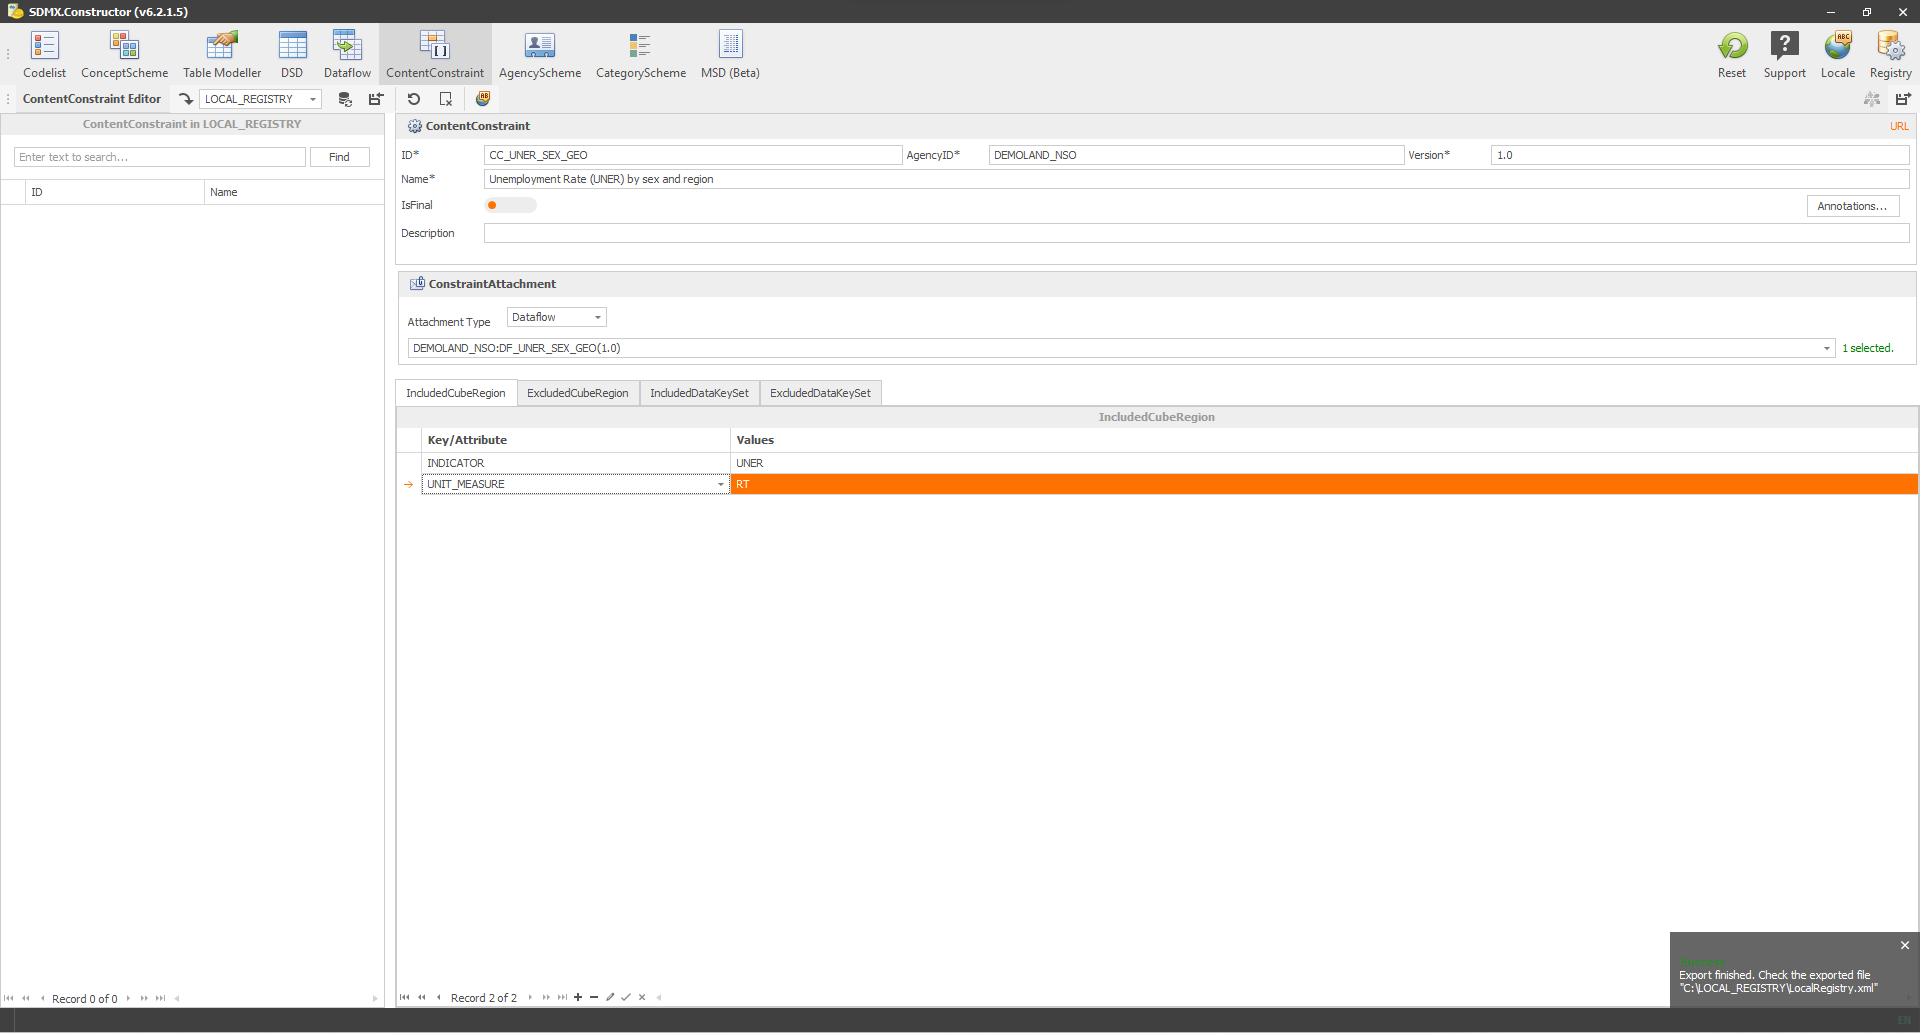 SDMX.Constructor (v6.2.1.5)
Codelist ConceptScheme Table Modeller DSD Dataflow ContentConstraint AgencyScheme CategoryScheme MSD (Beta) Reset Support Locale Registry
ContentConstraint Editor LOCAL_REGISTRY
ContentConstraint in LOCAL_REGISTRY
Enter text to search... Find
ID Name
Record 0 of 0
ContentConstraint URL
ID* CC_UNER_SEX_GEO AgencyID* DEMOLAND_NSO Version* 1.0
Name* Unemployment Rate (UNER) by sex and region
IsFinal Annotations...
Description
ConstraintAttachment
Attachment Type Dataflow
DEMOLAND_NSO:DF_UNER_SEX_GEO(1.0) 1 selected.
IncludedCubeRegion ExcludedCubeRegion IncludedDataKeySet ExcludedDataKeySet
IncludedCubeRegion
Key/Attribute Values
INDICATOR UNER
UNIT_MEASURE RT
Record 2 of 2
Success
Export finished. Check the exported file
"C:\LOCAL_REGISTRY\LocalRegistry.xml"
EN